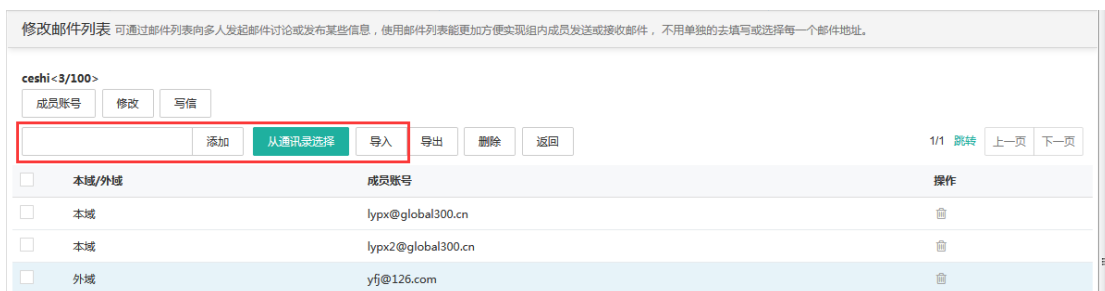 修改邮件列表 可通过邮件列表向多人发起邮件讨论或发布某些信息，使用邮件列表能更加方便实现组内成员发送或接收邮件， 不用单独的去填写或选择每一个邮件地址。
ceshi<3/100>
成员账号 修改 写信
添加 从通讯录选择 导入 导出 删除 返回 1/1 跳转 上一页 下一页
本域/外域 成员账号 操作
本域 lypx@global300.cn
本域 lypx2@global300.cn
外域 yfj@126.com